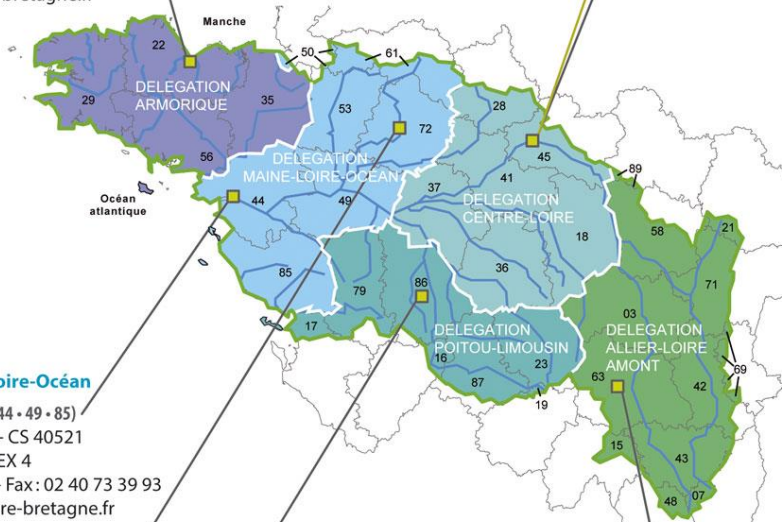 bretagne.fr
Manche
22
50
61
DELEGATION
ARMORIQUE
29
35
53
28
72
56
45
DELEGATION
MAINE-LOIRE-OCÉAN
41
89
37
DELEGATION
CENTRE-LOIRE
Océan
atlantique
44
49
58
21
18
85
36
71
79
86
03
17
DELEGATION
POITOU-LIMOUSIN
DELEGATION
ALLIER-LOIRE
AMONT
16
23
69
87
63
42
19
15
43
48
07
oire-Océan
44 • 49 • 85)
- CS 40521
EX 4
- Fax : 02 40 73 39 93
re-bretagne.fr